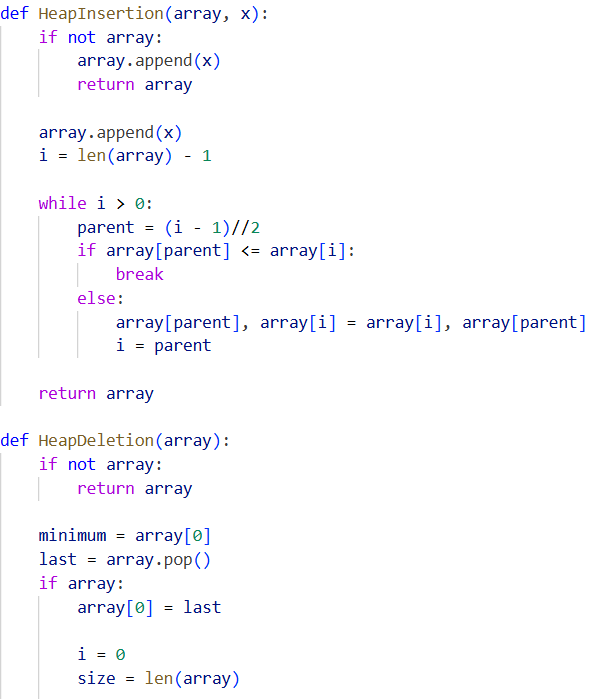 def HeapInsertion(array, x):
    if not array:
        array.append(x)
        return array

    array.append(x)
    i = len(array) - 1

    while i > 0:
        parent = (i - 1)//2
        if array[parent] <= array[i]:
            break
        else:
            array[parent], array[i] = array[i], array[parent]
            i = parent

    return array

def HeapDeletion(array):
    if not array:
        return array

    minimum = array[0]
    last = array.pop()
    if array:
        array[0] = last

        i = 0
        size = len(array)